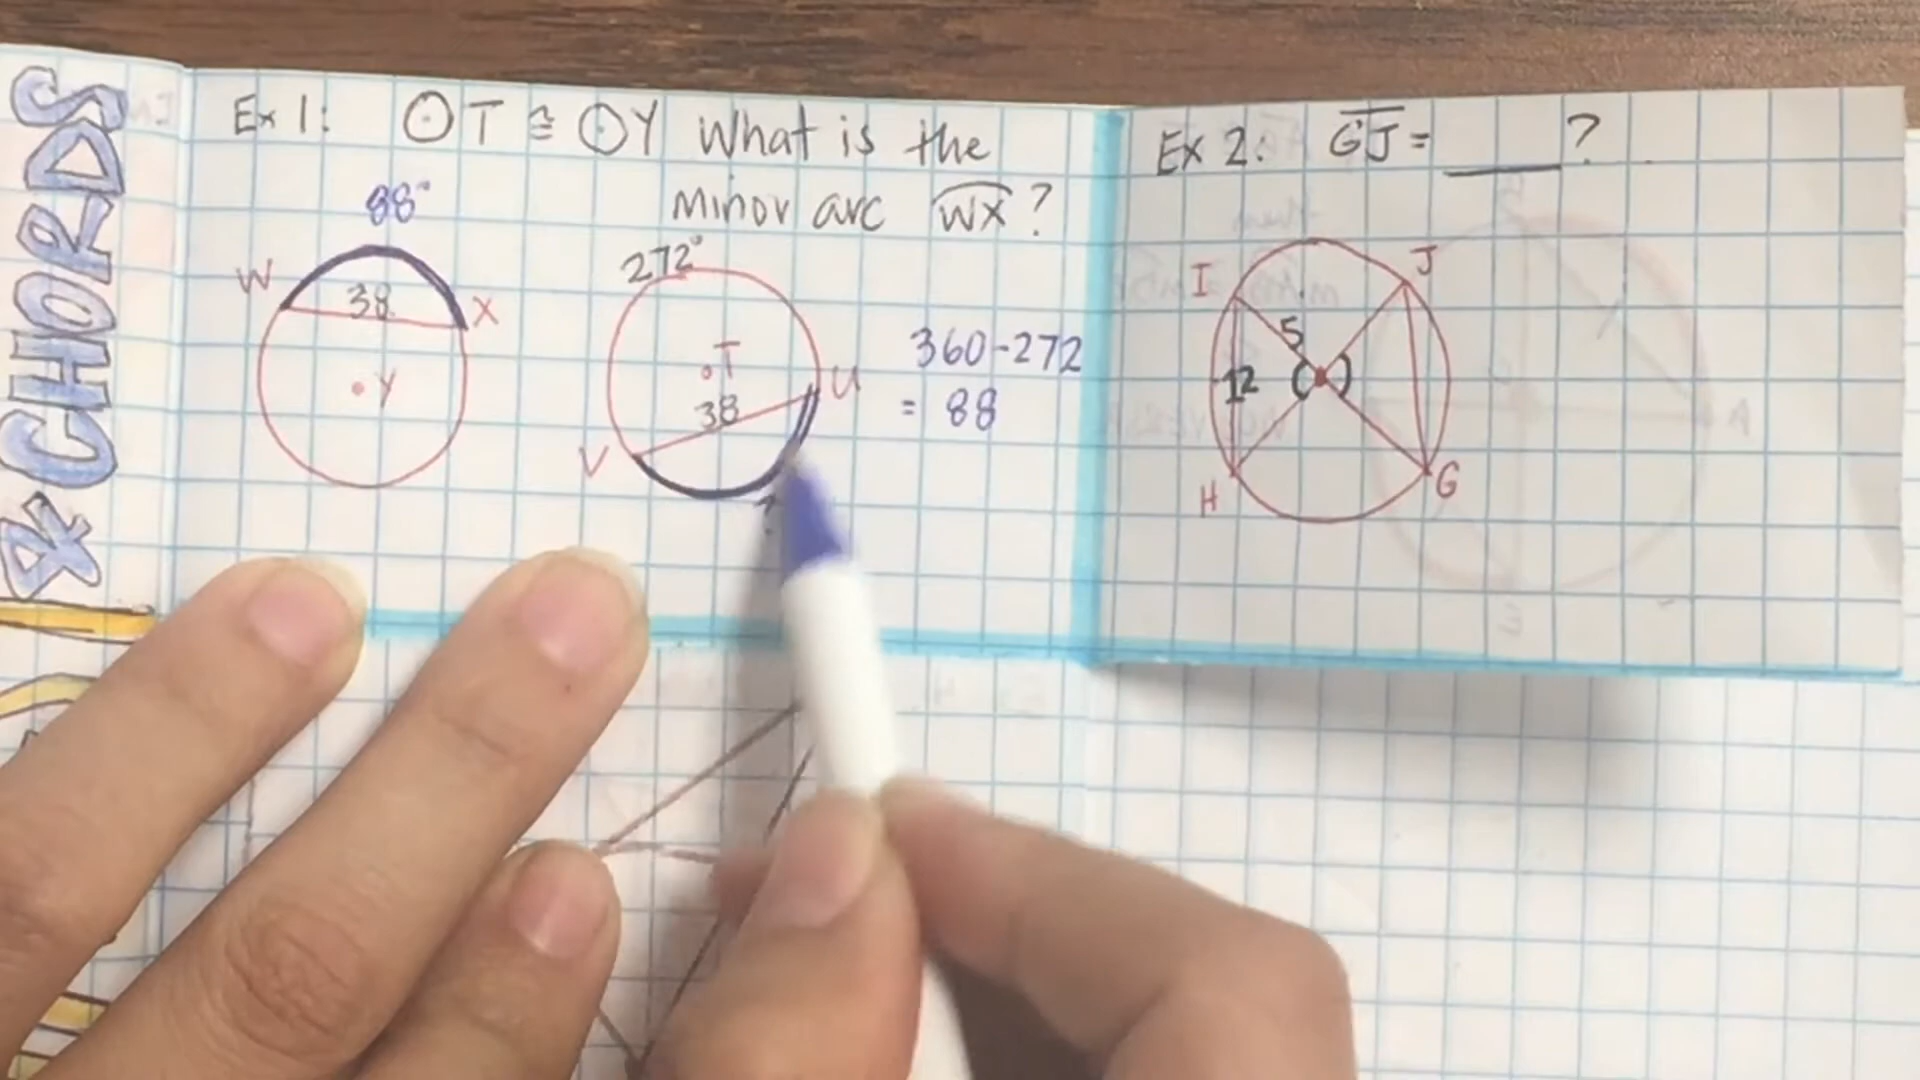 & CHORDS
Ex 1: ⊙T ≅ ⊙Y What is the
minor arc WX?
88°
W
38
X
Y
272°
T
38
U
V
360-272
= 88
Ex 2: GJ = ____?
I
J
5
12
H
G